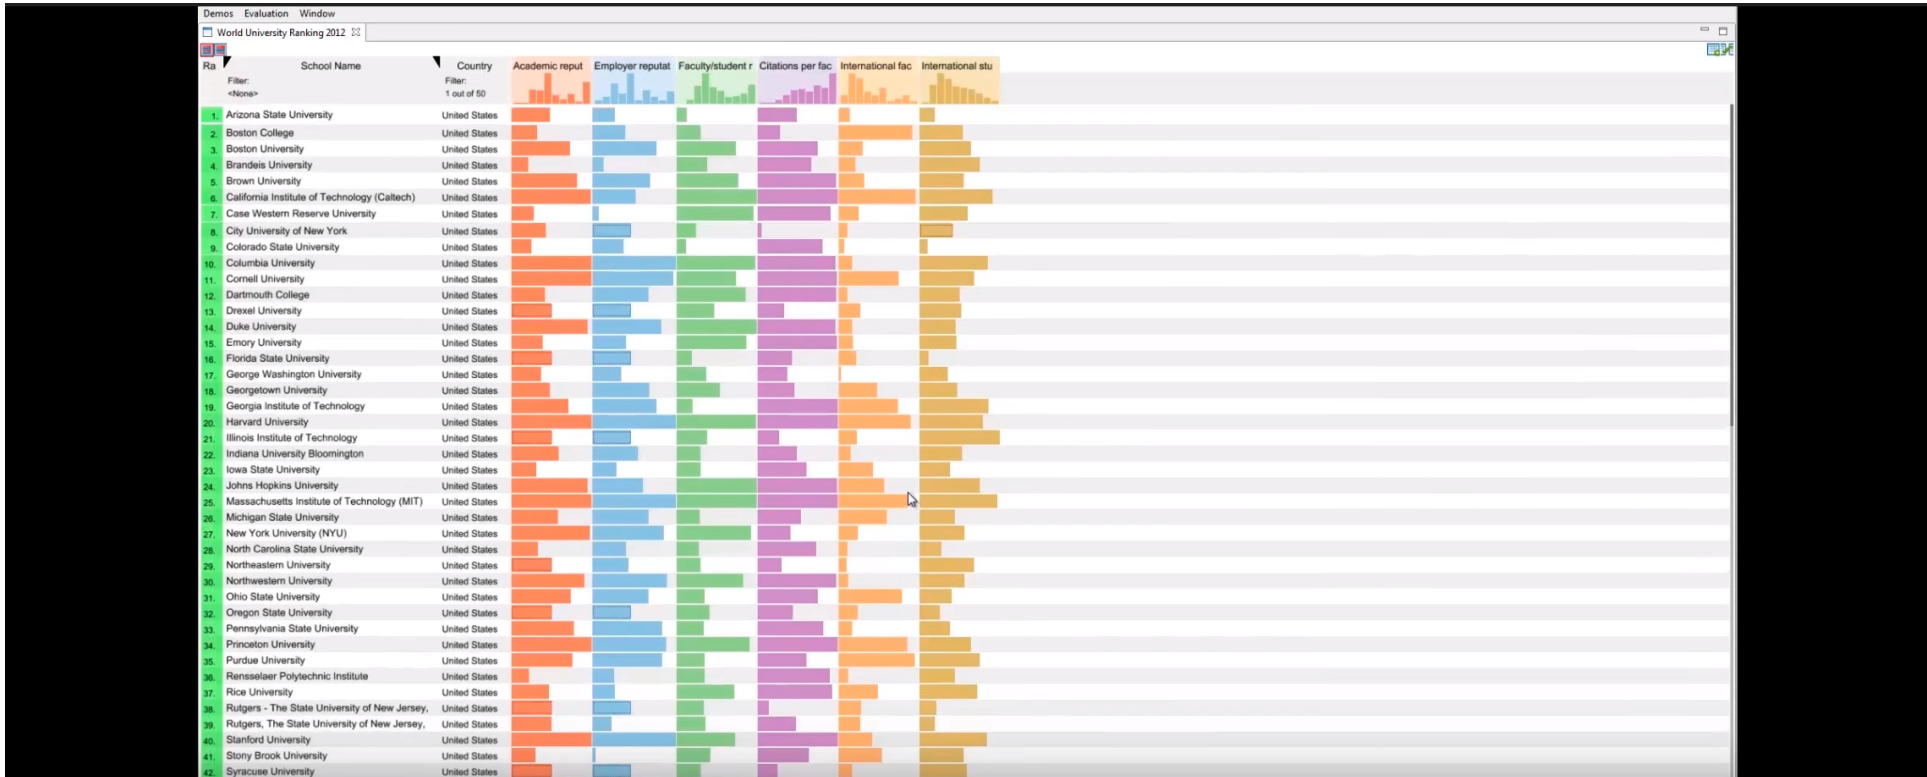 Demos Evaluation Window
World University Ranking 2012
Ra School Name Country Academic reput Employer reputat Faculty/student r Citations per fac International fac International stu
Filter: Filter:
<None> 1 out of 50
1. Arizona State University United States
2. Boston College United States
3. Boston University United States
4. Brandeis University United States
5. Brown University United States
6. California Institute of Technology (Caltech) United States
7. Case Western Reserve University United States
8. City University of New York United States
9. Colorado State University United States
10. Columbia University United States
11. Cornell University United States
12. Dartmouth College United States
13. Drexel University United States
14. Duke University United States
15. Emory University United States
16. Florida State University United States
17. George Washington University United States
18. Georgetown University United States
19. Georgia Institute of Technology United States
20. Harvard University United States
21. Illinois Institute of Technology United States
22. Indiana University Bloomington United States
23. Iowa State University United States
24. Johns Hopkins University United States
25. Massachusetts Institute of Technology (MIT) United States
26. Michigan State University United States
27. New York University (NYU) United States
28. North Carolina State University United States
29. Northeastern University United States
30. Northwestern University United States
31. Ohio State University United States
32. Oregon State University United States
33. Pennsylvania State University United States
34. Princeton University United States
35. Purdue University United States
36. Rensselaer Polytechnic Institute United States
37. Rice University United States
38. Rutgers - The State University of New Jersey, United States
39. Rutgers, The State University of New Jersey, United States
40. Stanford University United States
41. Stony Brook University United States
42. Syracuse University United States